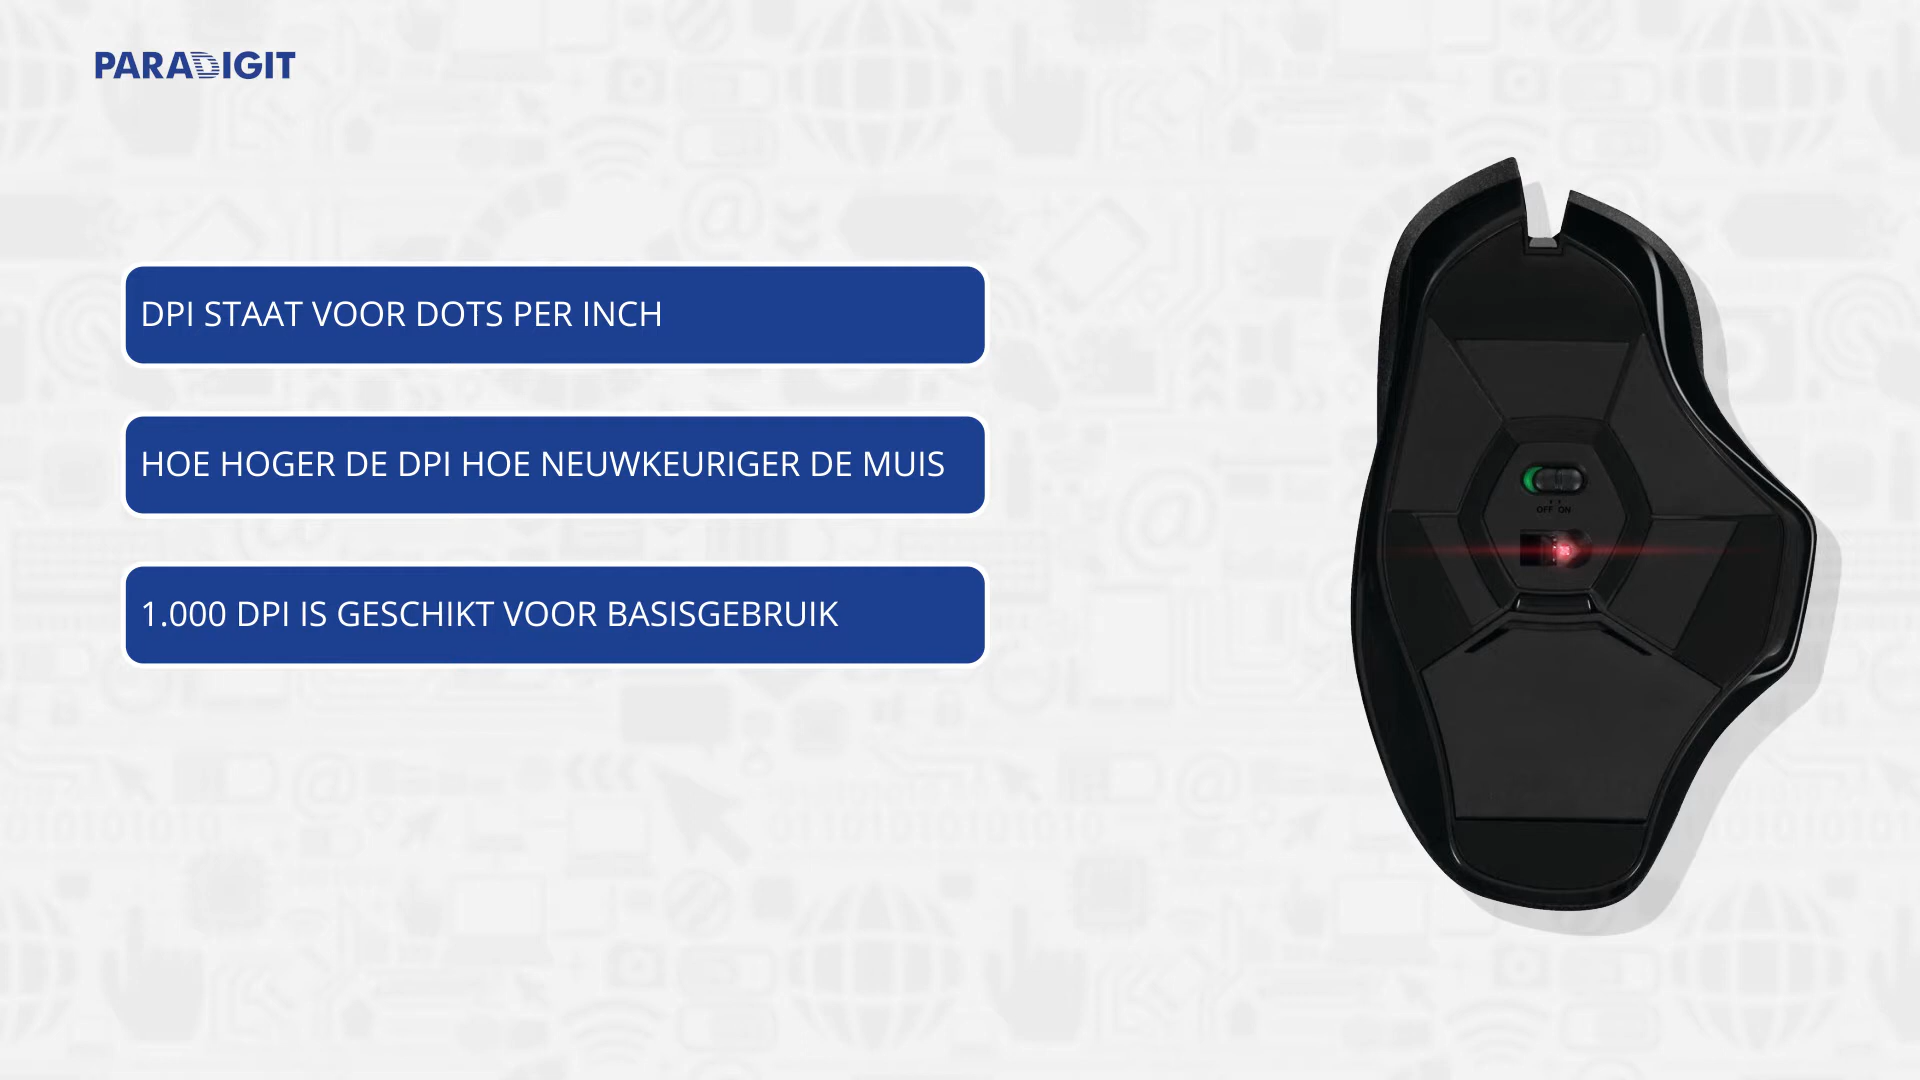 PARADIGIT
DPI STAAT VOOR DOTS PER INCH
HOE HOGER DE DPI HOE NEUWKEURIGER DE MUIS
1.000 DPI IS GESCHIKT VOOR BASISGEBRUIK
OFF ON